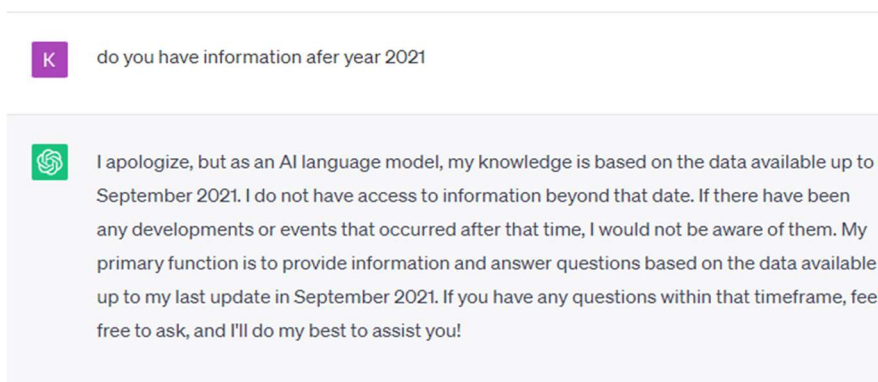 K
do you have information afer year 2021
I apologize, but as an AI language model, my knowledge is based on the data available up to
September 2021. I do not have access to information beyond that date. If there have been
any developments or events that occurred after that time, I would not be aware of them. My
primary function is to provide information and answer questions based on the data available
up to my last update in September 2021. If you have any questions within that timeframe, fee
free to ask, and I'll do my best to assist you!